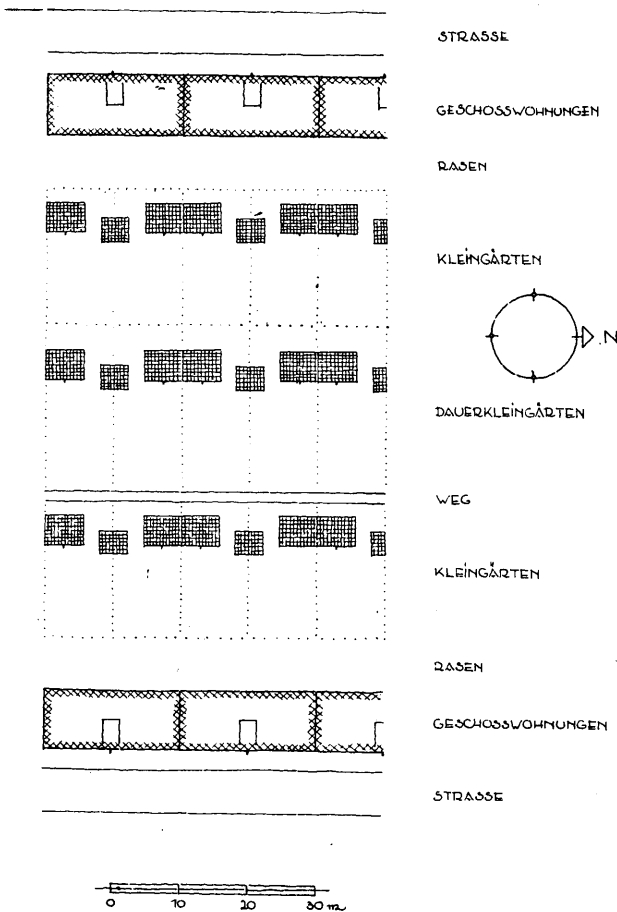 STRASSE
GESCHOSSWOHNUNGEN
RASEN
KLEINGÄRTEN
N
DAUERKLEINGÄRTEN
WEG
KLEINGÄRTEN
RASEN
GESCHOSSWOHNUNGEN
STRASSE
0 10 20 30 m